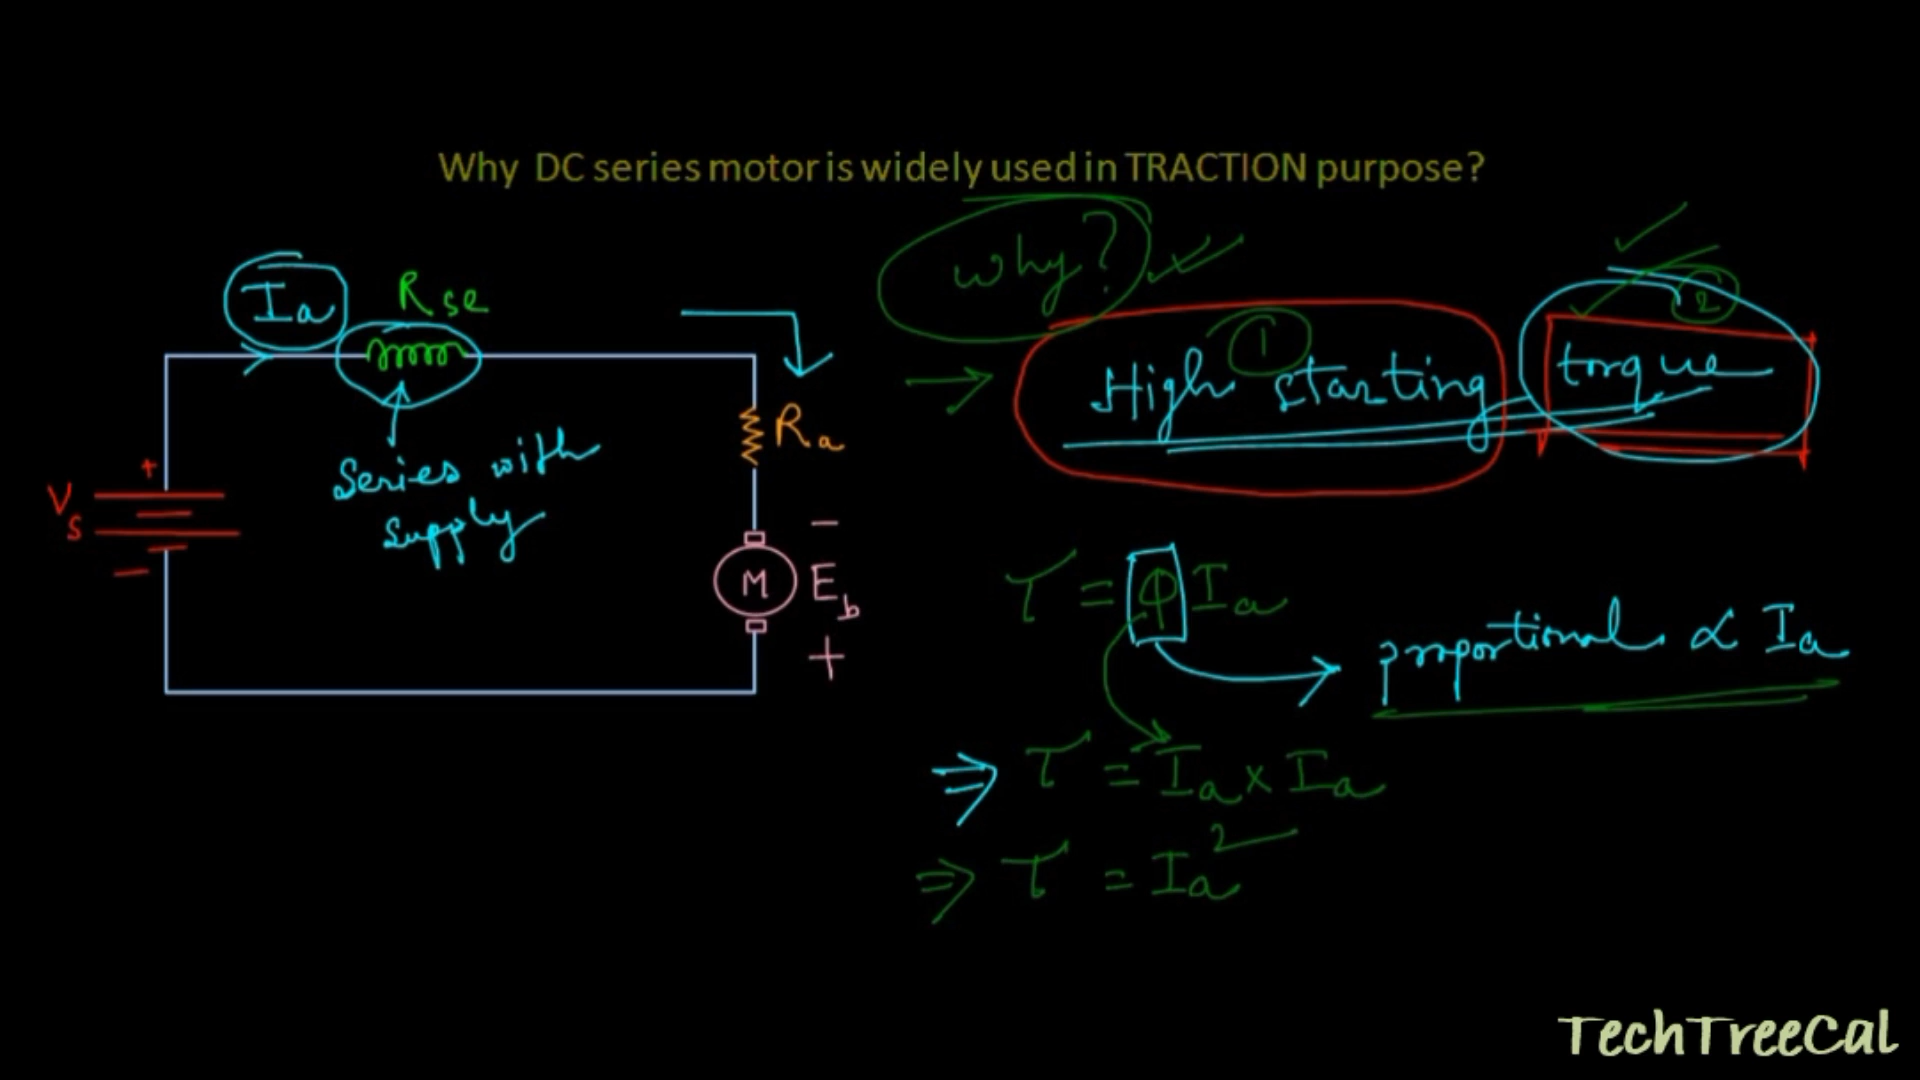 Why DC series motor is widely used in TRACTION purpose?
why?
Ia
Rse
1
2
High starting torque
Ra
Series with
supply
+
Vs
−
−
M Eb
+
τ = φ Ia
proportional ∝ Ia
⇒ τ = Ia x Ia
⇒ τ = Ia²
TechTreeCal